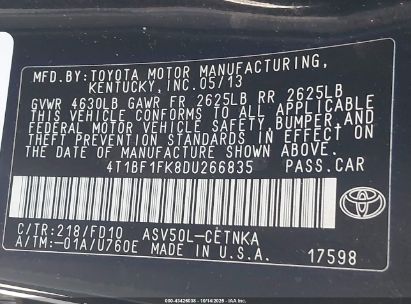 MFD.BY:TOYOTA MOTOR MANUFACTURING,
KENTUCKY,INC.05/13
GVWR 4630LB GAWR FR 2625LB RR 2625LB
THIS VEHICLE CONFORMS TO ALL APPLICABLE
FEDERAL MOTOR VEHICLE SAFETY,BUMPER,AND
THEFT PREVENTION STANDARDS IN EFFECT ON
THE DATE OF MANUFACTURE SHOWN ABOVE.
4T1BF1FK8DU266835 PASS.CAR
C/TR:218/FD10 ASV50L-CETNKA
A/TM:-01A/U760E MADE IN U.S.A. 17598